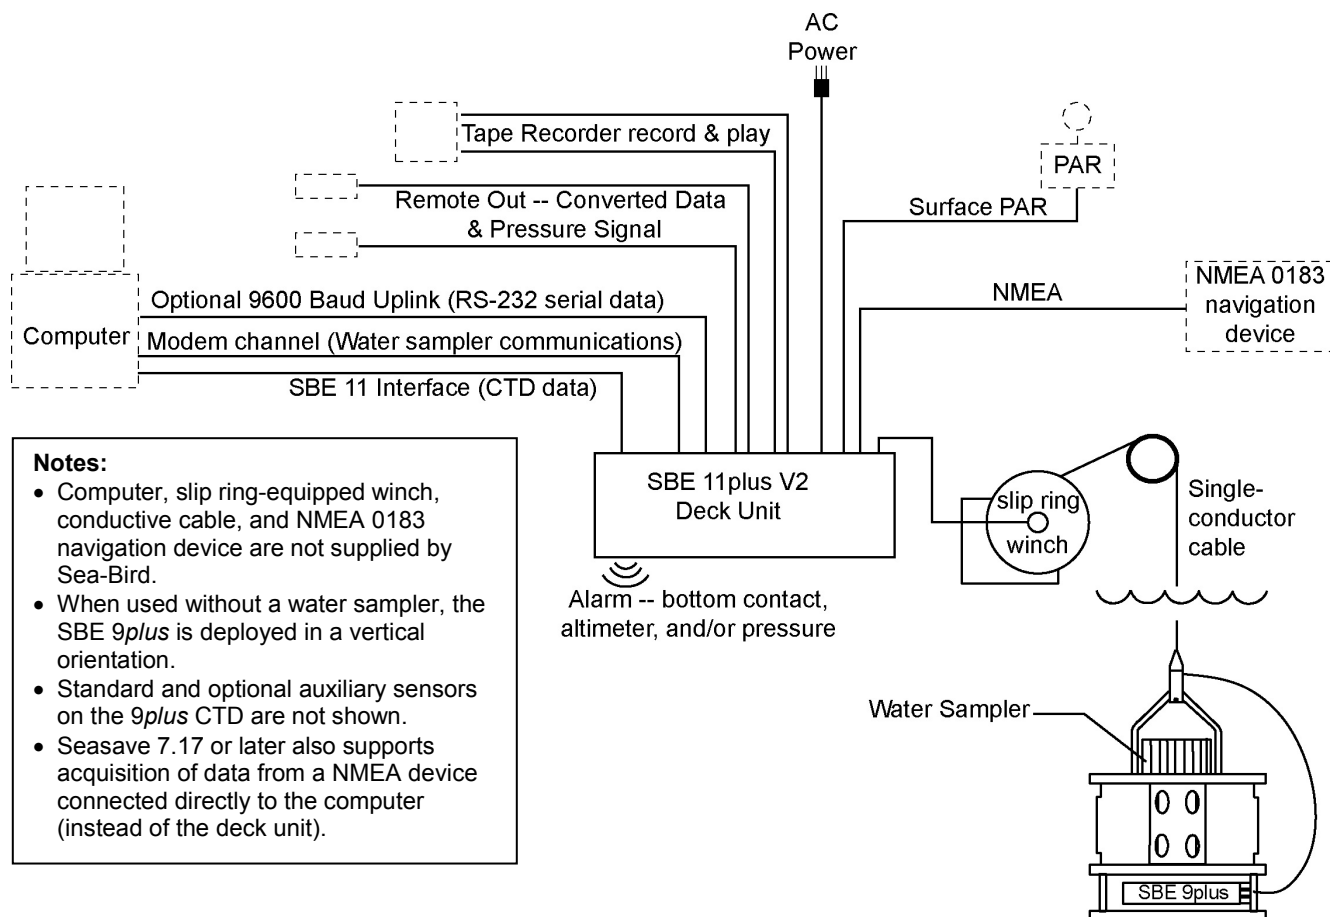 AC
Power
Tape Recorder record & play
PAR
Remote Out -- Converted Data
& Pressure Signal
Surface PAR
NMEA 0183
navigation
device
NMEA
Optional 9600 Baud Uplink (RS-232 serial data)
Computer
Modem channel (Water sampler communications)
SBE 11 Interface (CTD data)
Notes:
• Computer, slip ring-equipped winch,
conductive cable, and NMEA 0183
navigation device are not supplied by
Sea-Bird.
• When used without a water sampler, the
SBE 9plus is deployed in a vertical
orientation.
• Standard and optional auxiliary sensors
on the 9plus CTD are not shown.
• Seasave 7.17 or later also supports
acquisition of data from a NMEA device
connected directly to the computer
(instead of the deck unit).
SBE 11plus V2
Deck Unit
slip ring
winch
Single-
conductor
cable
Alarm -- bottom contact,
altimeter, and/or pressure
Water Sampler
SBE 9plus